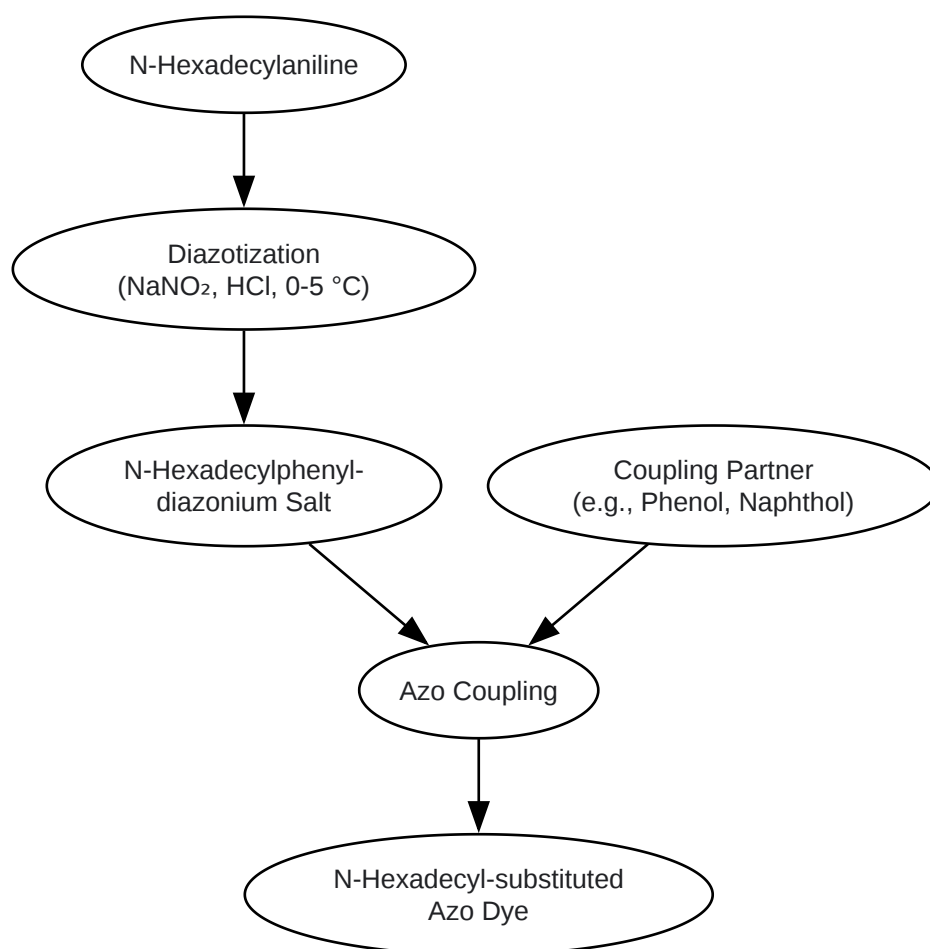 N-Hexadecylaniline
Diazotization
(NaNO₂, HCl, 0-5 °C)
N-Hexadecylphenyl-
diazonium Salt
Coupling Partner
(e.g., Phenol, Naphthol)
Azo Coupling
N-Hexadecyl-substituted
Azo Dye